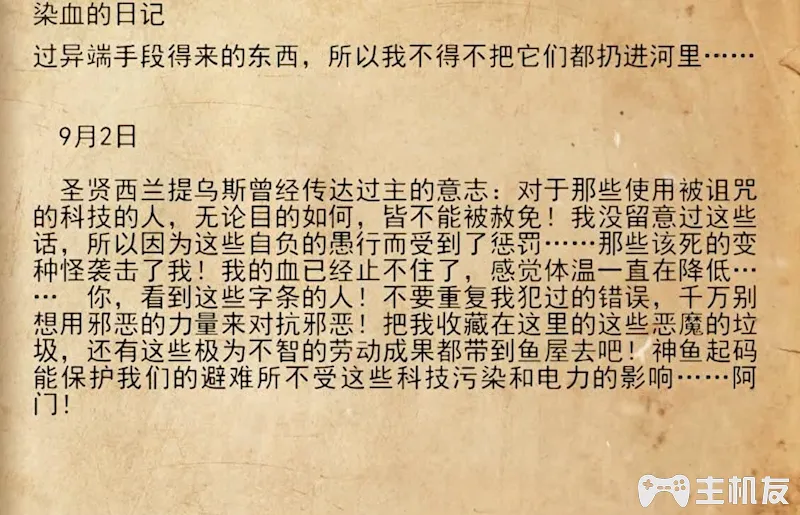 染血的日记
过异端手段得来的东西，所以我不得不把它们都扔进河里……
9月2日
圣贤西兰提乌斯曾经传达过主的意志：对于那些使用被诅咒
的科技的人，无论目的如何，皆不能被赦免！我没留意过这些
话，所以因为这些自负的愚行而受到了惩罚……那些该死的变
种怪袭击了我！我的血已经止不住了，感觉体温一直在降低…
… 你，看到这些字条的人！不要重复我犯过的错误，千万别
想用邪恶的力量来对抗邪恶！把我收藏在这里的这些恶魔的垃
圾，还有这些极为不智的劳动成果都带到鱼屋去吧！神鱼起码
能保护我们的避难所不受这些科技污染和电力的影响……阿
门！
主机友